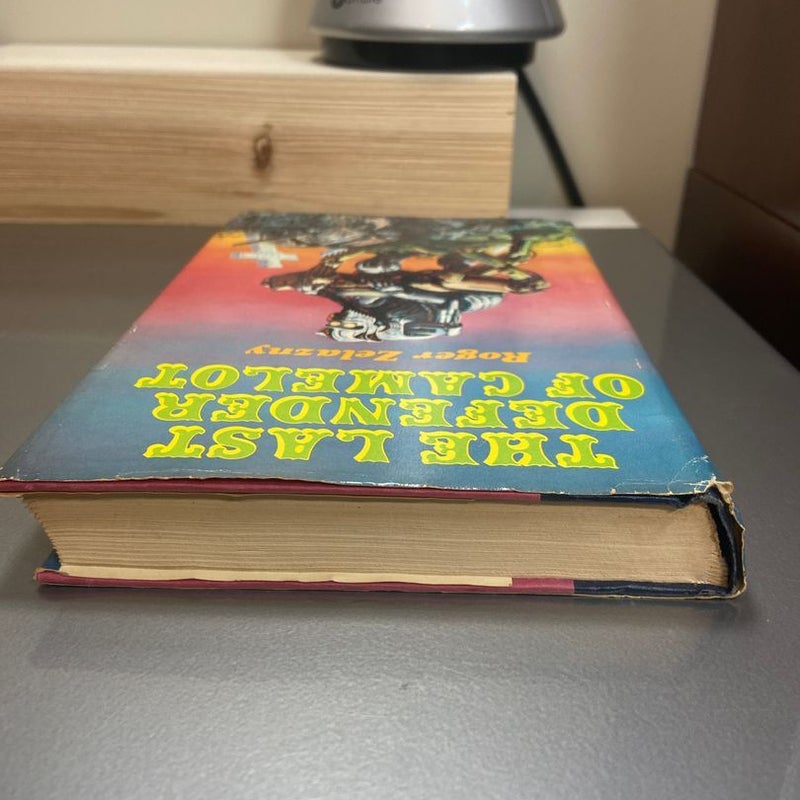 THE LAST
DEFENDER
OF CAMELOT
Roger Zelazny